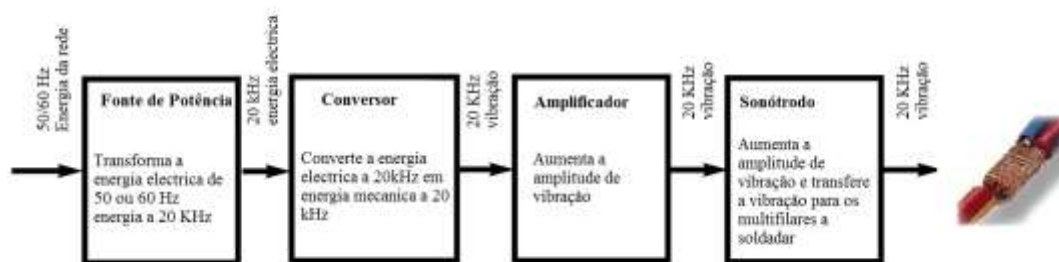 50/60 Hz
Energia da rede
Fonte de Potência
Transforma a
energia electrica de
50 ou 60 Hz
energia a 20 KHz
20 kHz
energia electrica
Conversor
Converte a energia
electrica a 20kHz em
energia mecanica a 20
kHz
20 KHz
vibração
Amplificador
Aumenta a
amplitude de
vibração
20 KHz
vibração
Sonótrodo
Aumenta a
amplitude de
vibração e transfere
a vibração para os
multifilares a
soldadar
20 KHz
vibração